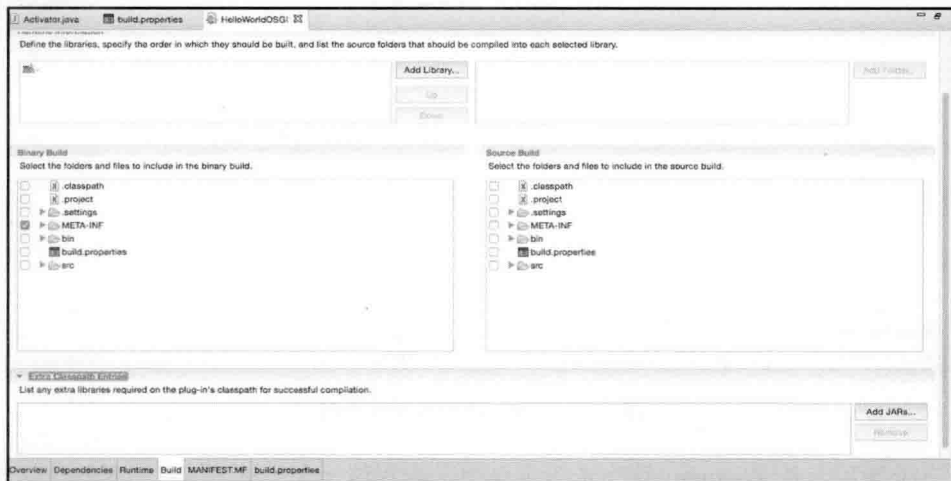 Activator.java build.properties HelloWorldOSGi
Define the libraries, specify the order in which they should be built, and list the source folders that should be compiled into each selected library.
Add Library...
Add Folder...
Up
Down
Binary Build
Select the folders and files to include in the binary build.
.classpath
.project
.settings
META-INF
bin
build.properties
src
Source Build
Select the folders and files to include in the source build.
.classpath
.project
.settings
META-INF
bin
build.properties
src
Extra Classpath Entries
List any extra libraries required on the plug-in's classpath for successful compilation.
Add JARs...
Remove
Overview Dependencies Runtime Build MANIFEST.MF build.properties